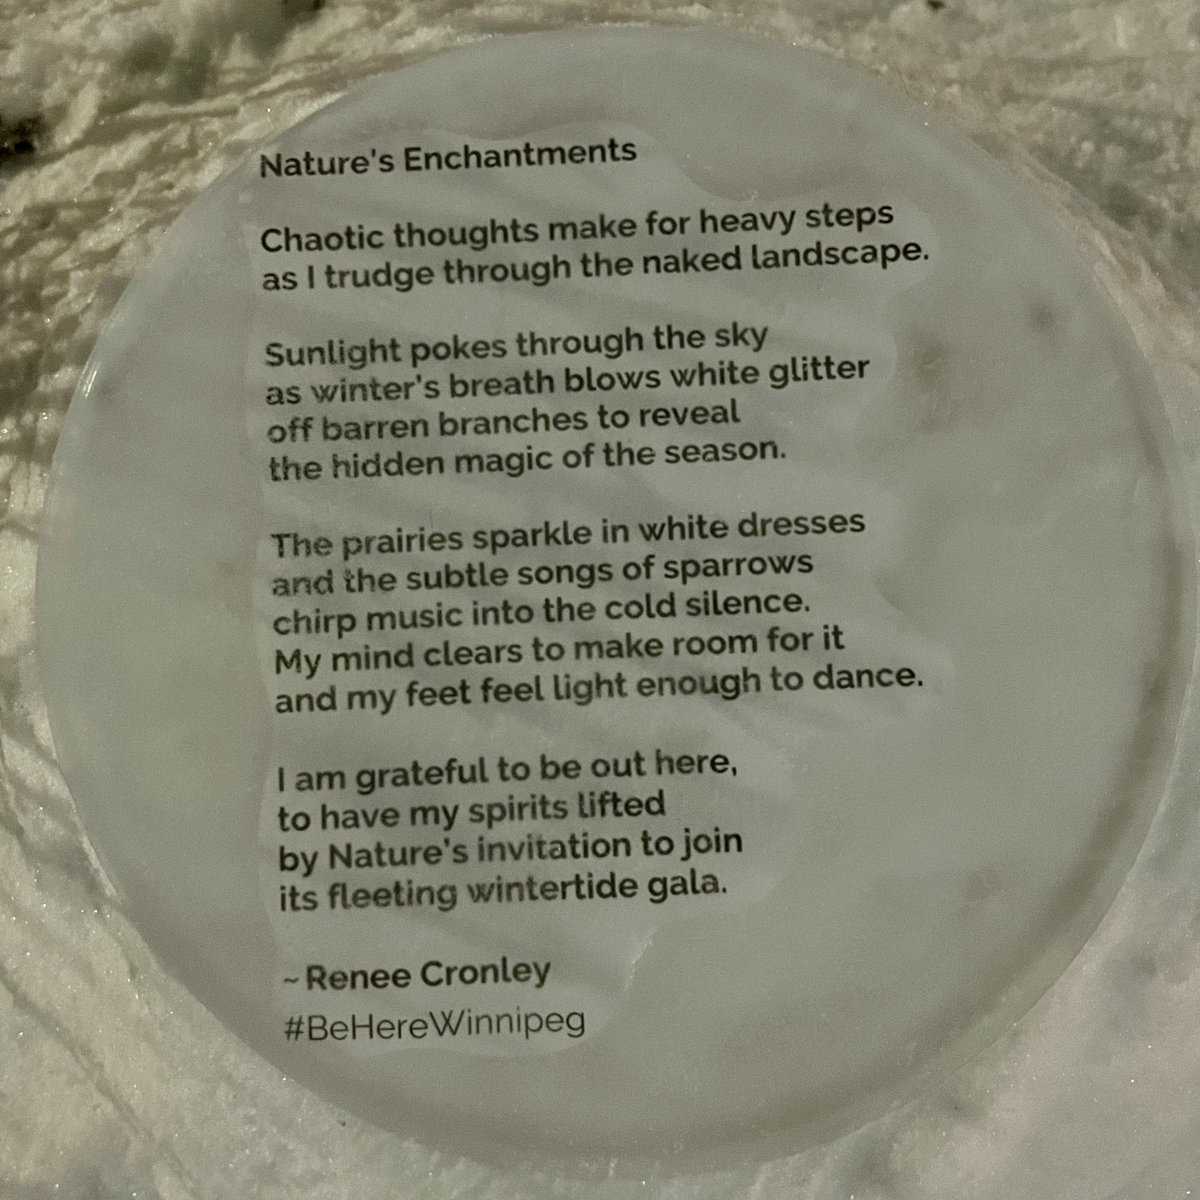 Nature's Enchantments
Chaotic thoughts make for heavy steps
as I trudge through the naked landscape.
Sunlight pokes through the sky
as winter's breath blows white glitter
off barren branches to reveal
the hidden magic of the season.
The prairies sparkle in white dresses
and the subtle songs of sparrows
chirp music into the cold silence.
My mind clears to make room for it
and my feet feel light enough to dance.
I am grateful to be out here,
to have my spirits lifted
by Nature's invitation to join
its fleeting wintertide gala.
~ Renee Cronley
#BeHereWinnipeg